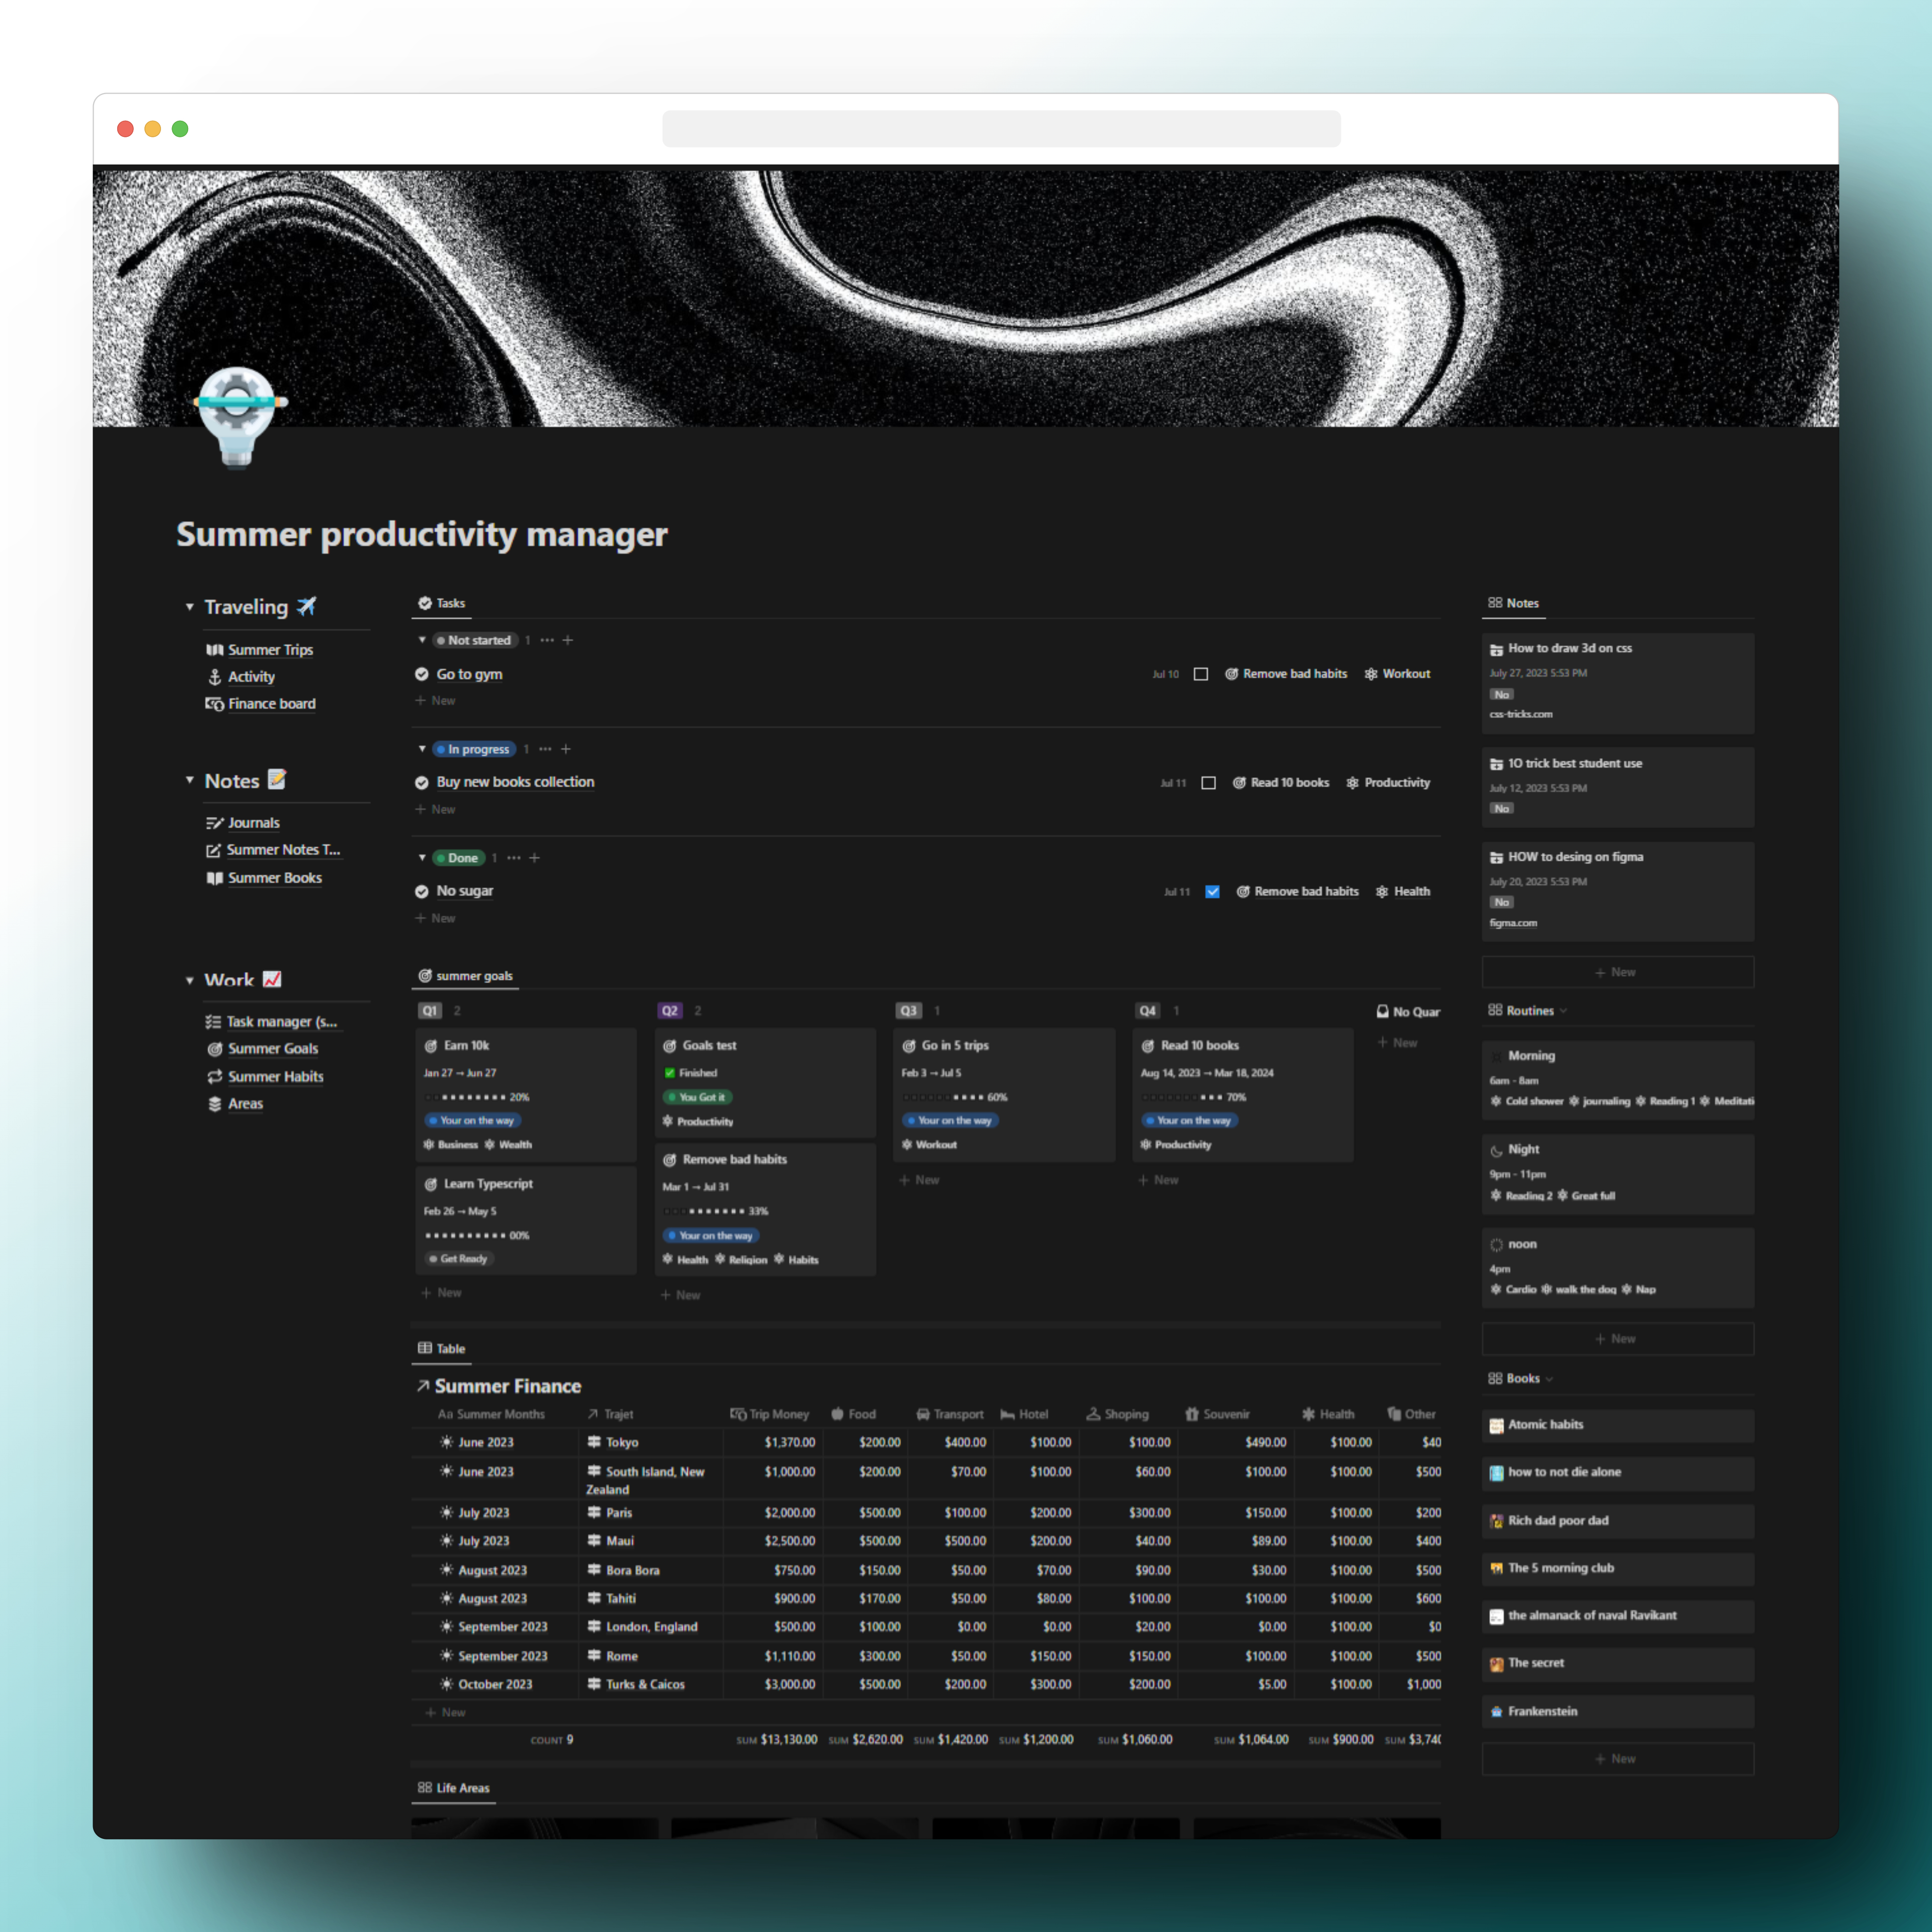 Summer productivity manager
Traveling
Summer Trips
Activity
Finance board
Notes
Journals
Summer Notes T...
Summer Books
Work
Task manager (s...
Summer Goals
Summer Habits
Areas
Tasks
Not started 1
Go to gym Jul 10 Remove bad habits Workout
New
In progress 1
Buy new books collection Jul 11 Read 10 books Productivity
New
Done 1
No sugar Jul 11 Remove bad habits Health
New
summer goals
Q1 2
Earn 10k
Jan 27 → Jun 27
20%
Your on the way
Business Wealth
Learn Typescript
Feb 26 → May 5
00%
Get Ready
New
Q2 2
Goals test
Finished
You Got it
Productivity
Remove bad habits
Mar 1 → Jul 31
33%
Your on the way
Health Religion Habits
New
Q3 1
Go in 5 trips
Feb 3 → Jul 5
60%
Your on the way
Workout
New
Q4 1
Read 10 books
Aug 14, 2023 → Mar 18, 2024
70%
Your on the way
Productivity
New
No Quar
New
Table
Summer Finance
Aa Summer Months Trajet Trip Money Food Transport Hotel Shoping Souvenir Health Other
June 2023 Tokyo $1,370.00 $200.00 $400.00 $100.00 $100.00 $490.00 $100.00 $40
June 2023 South Island, New Zealand $1,000.00 $200.00 $70.00 $100.00 $60.00 $100.00 $100.00 $500
July 2023 Paris $2,000.00 $500.00 $100.00 $200.00 $300.00 $150.00 $100.00 $200
July 2023 Maui $2,500.00 $500.00 $500.00 $200.00 $40.00 $89.00 $100.00 $400
August 2023 Bora Bora $750.00 $150.00 $50.00 $70.00 $90.00 $30.00 $100.00 $500
August 2023 Tahiti $900.00 $170.00 $50.00 $80.00 $100.00 $100.00 $100.00 $600
September 2023 London, England $500.00 $100.00 $0.00 $0.00 $20.00 $0.00 $100.00 $0
September 2023 Rome $1,110.00 $300.00 $50.00 $150.00 $150.00 $100.00 $100.00 $500
October 2023 Turks & Caicos $3,000.00 $500.00 $200.00 $300.00 $200.00 $5.00 $100.00 $1,000
New
COUNT 9 SUM $13,130.00 SUM $2,620.00 SUM $1,420.00 SUM $1,200.00 SUM $1,060.00 SUM $1,064.00 SUM $900.00 SUM $3,740
Life Areas
Notes
How to draw 3d on css
July 27, 2023 5:53 PM
No
css-tricks.com
10 trick best student use
July 12, 2023 5:53 PM
No
HOW to desing on figma
July 20, 2023 5:53 PM
No
figma.com
New
Routines
Morning
6am - 8am
Cold shower journaling Reading 1 Meditati
Night
9pm - 11pm
Reading 2 Great full
noon
4pm
Cardio walk the dog Nap
New
Books
Atomic habits
how to not die alone
Rich dad poor dad
The 5 morning club
the almanack of naval Ravikant
The secret
Frankenstein
New